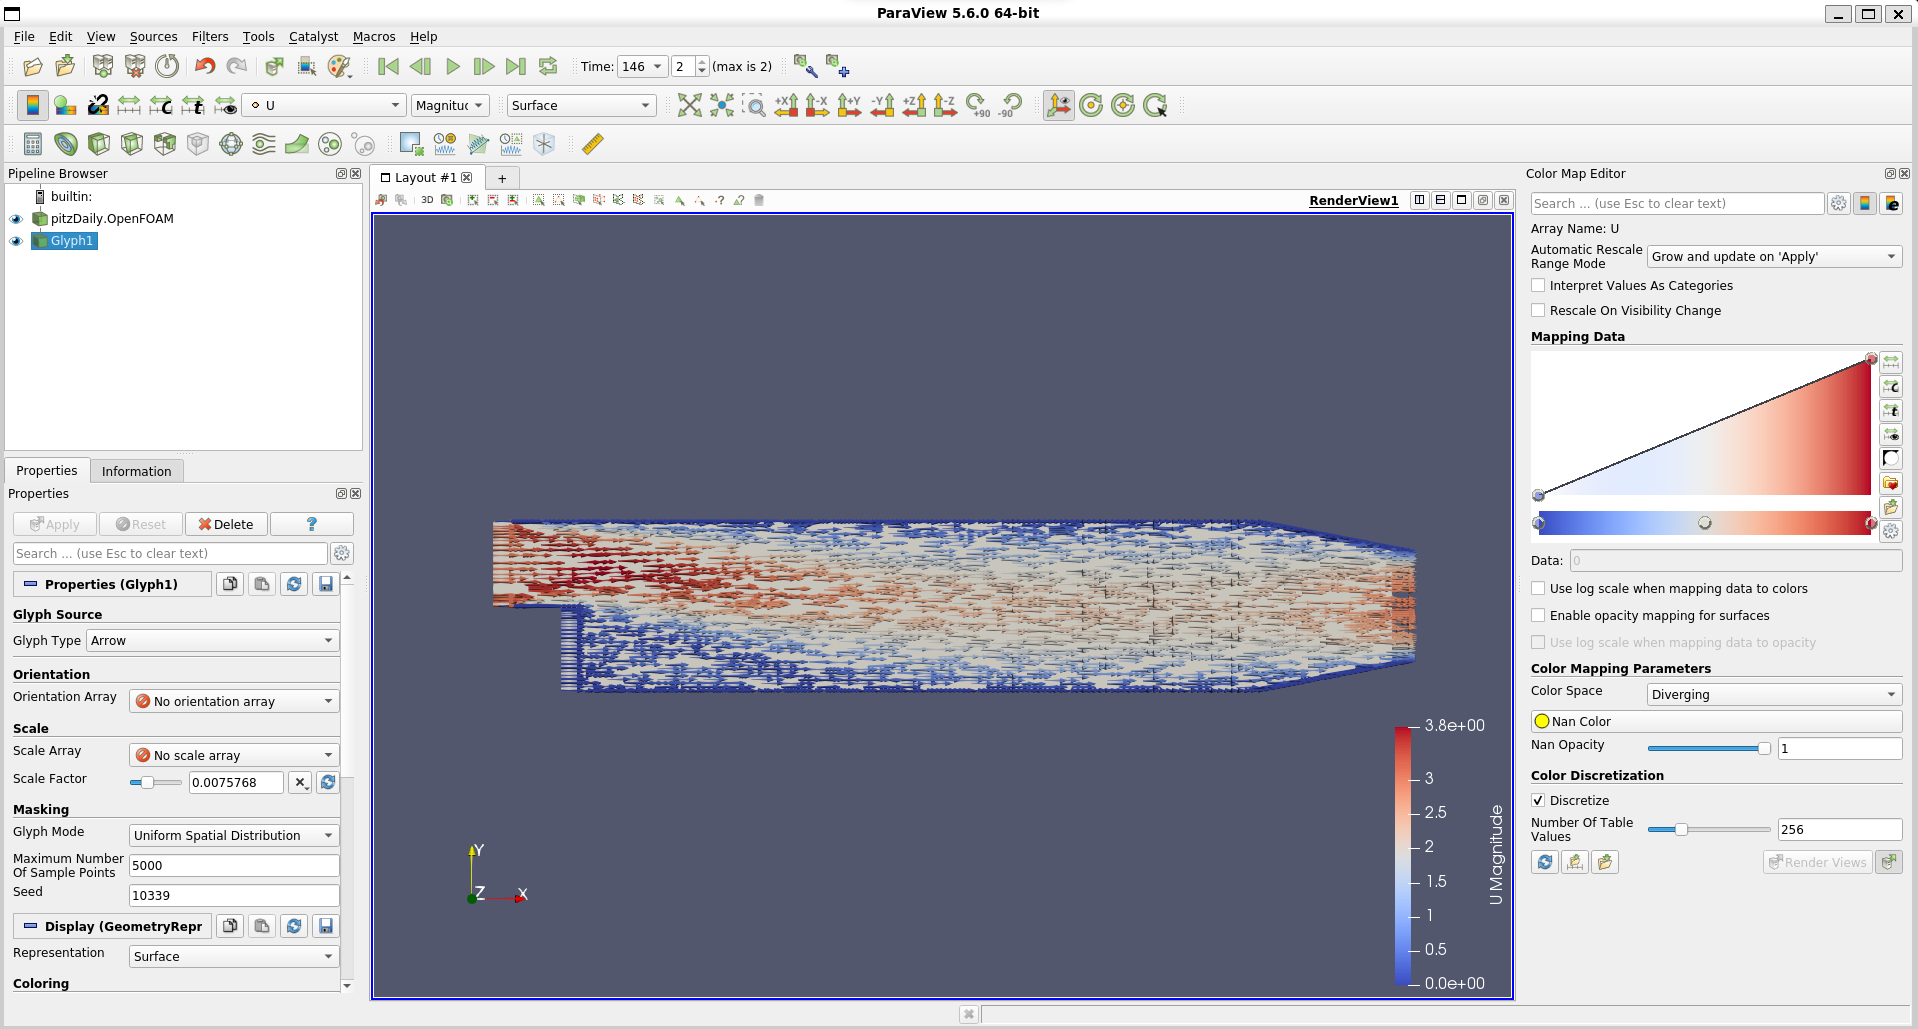 ParaView 5.6.0 64-bit
File Edit View Sources Filters Tools Catalyst Macros Help
Time: 146 2 (max is 2)
U Magnituc Surface
+X -X +Y -Y +Z -Z +90 -90
Pipeline Browser
builtin:
pitzDaily.OpenFOAM
Glyph1
Properties Information
Properties
Apply Reset Delete ?
Search ... (use Esc to clear text)
Properties (Glyph1)
Glyph Source
Glyph Type Arrow
Orientation
Orientation Array No orientation array
Scale
Scale Array No scale array
Scale Factor 0.0075768
Masking
Glyph Mode Uniform Spatial Distribution
Maximum Number
Of Sample Points 5000
Seed 10339
Display (GeometryRepr
Representation Surface
Coloring
Layout #1 +
3D
RenderView1
Y
Z X
3.8e+00
3
2.5
2
1.5
1
0.5
0.0e+00
U Magnitude
Color Map Editor
Search ... (use Esc to clear text)
Array Name: U
Automatic Rescale
Range Mode Grow and update on 'Apply'
Interpret Values As Categories
Rescale On Visibility Change
Mapping Data
Data: 0
Use log scale when mapping data to colors
Enable opacity mapping for surfaces
Use log scale when mapping data to opacity
Color Mapping Parameters
Color Space Diverging
Nan Color
Nan Opacity 1
Color Discretization
Discretize
Number Of Table
Values 256
Render Views